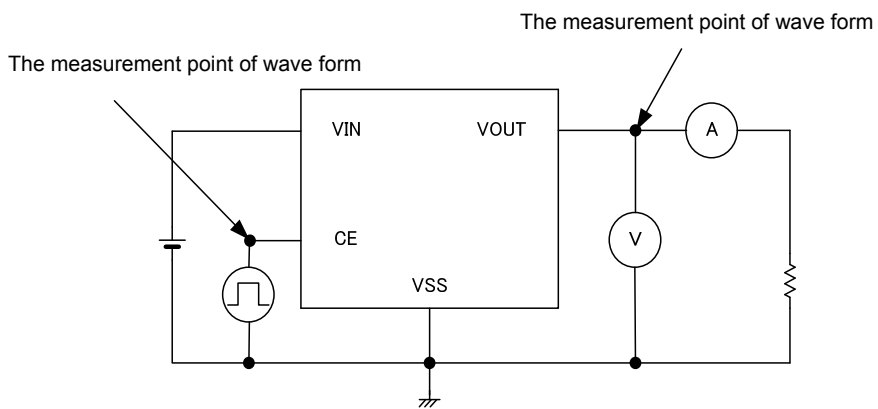 The measurement point of wave form
The measurement point of wave form
VIN
VOUT
A
CE
V
VSS